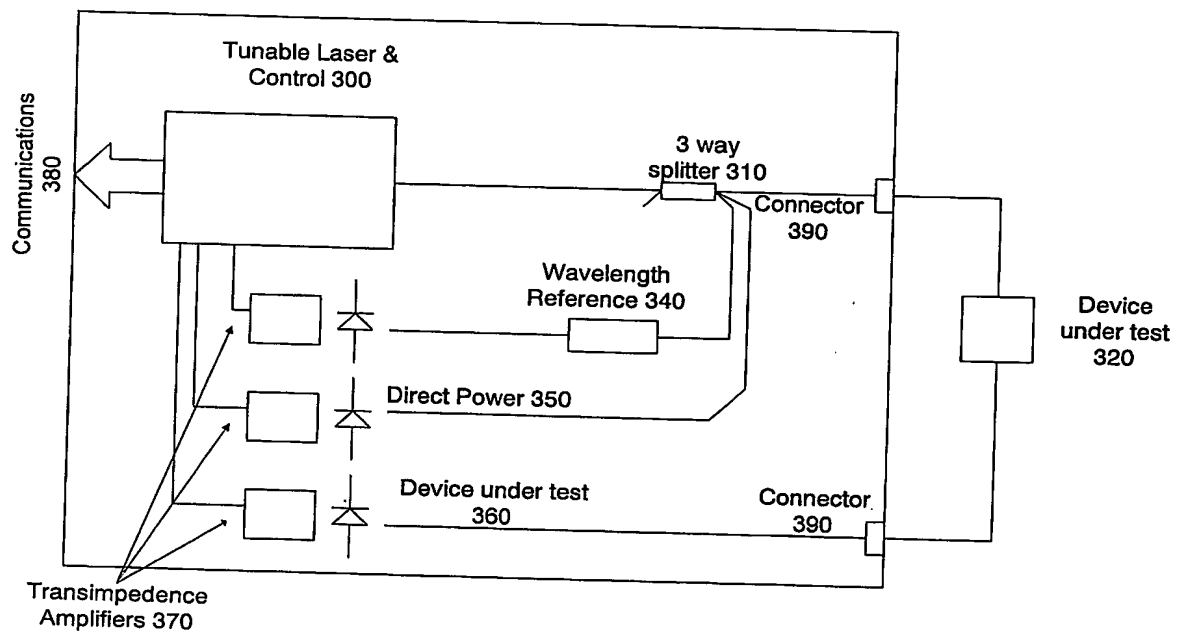 Tunable Laser &
Control 300
Communications
380
3 way
splitter 310
Connector
390
Wavelength
Reference 340
Device
under test
320
Direct Power 350
Device under test
360
Connector
390
Transimpedence
Amplifiers 370